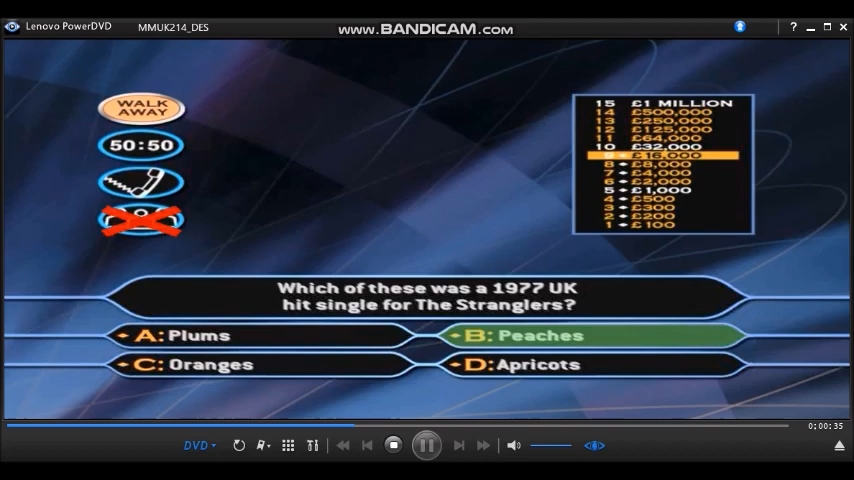 Lenovo PowerDVD
MMUK214_DES
www.BANDICAM.com
?
WALK
AWAY
50:50
15 £1 MILLION
14 £500,000
13 £250,000
12 £125,000
11 £64,000
10 £32,000
9 £16,000
8 £8,000
7 £4,000
6 £2,000
5 £1,000
4 £500
3 £300
2 £200
1 £100
Which of these was a 1977 UK
hit single for The Stranglers?
A: Plums
B: Peaches
C: Oranges
D: Apricots
0:00:35
DVD